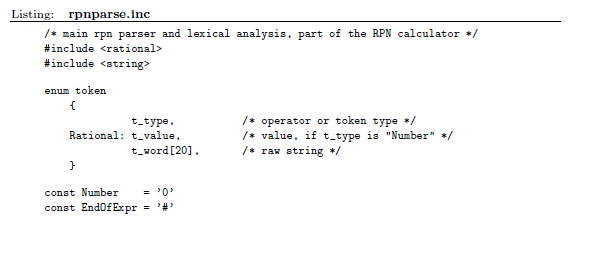 Listing: rpnparse.inc
/* main rpn parser and lexical analysis, part of the RPN calculator */
#include <rational>
#include <string>
enum token
{
t_type, /* operator or token type */
Rational: t_value, /* value, if t_type is "Number" */
t_word[20], /* raw string */
}
const Number = '0'
const EndOfExpr = '#'